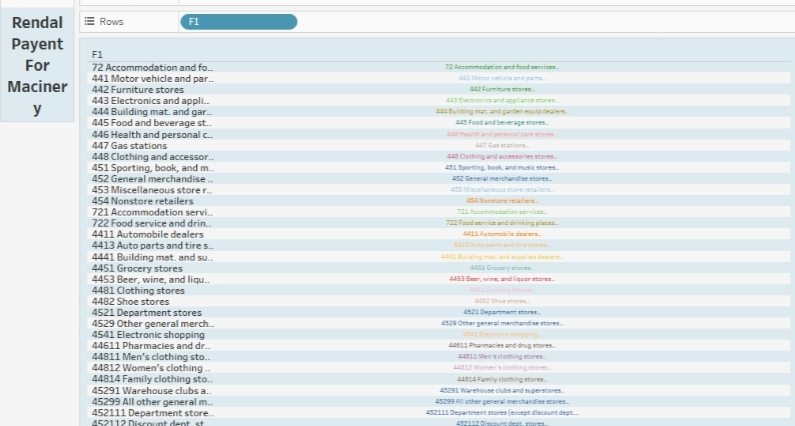 Rendal
Payent
For
Maciner
y
Rows
F1
F1
72 Accommodation and fo.. 72 Accommodation and food services..
441 Motor vehicle and par.. 441 Motor vehicle and parts..
442 Furniture stores 442 Furniture stores..
443 Electronics and appli.. 443 Electronics and appliance stores..
444 Building mat. and gar.. 444 Building mat. and garden equip dealers..
445 Food and beverage st.. 445 Food and beverage stores..
446 Health and personal c.. 446 Health and personal care stores..
447 Gas stations 447 Gas stations..
448 Clothing and accessor.. 448 Clothing and accessories stores..
451 Sporting, book, and m.. 451 Sporting, book, and music stores..
452 General merchandise .. 452 General merchandise stores..
453 Miscellaneous store r.. 453 Miscellaneous store retailers..
454 Nonstore retailers 454 Nonstore retailers..
721 Accommodation servi.. 721 Accommodation services..
722 Food service and drin.. 722 Food service and drinking places..
4411 Automobile dealers 4411 Automobile dealers..
4413 Auto parts and tire s.. 4413 Auto parts and tire stores..
4441 Building mat. and su.. 4441 Building mat. and supplies dealers..
4451 Grocery stores 4451 Grocery stores..
4453 Beer, wine, and liqu.. 4453 Beer, wine, and liquor stores..
4481 Clothing stores 4481 Clothing stores..
4482 Shoe stores 4482 Shoe stores..
4521 Department stores 4521 Department stores..
4529 Other general merch.. 4529 Other general merchandise stores..
4541 Electronic shopping 4541 Electronic shopping..
44611 Pharmacies and dr.. 44611 Pharmacies and drug stores..
44811 Men's clothing sto.. 44811 Men's clothing stores..
44812 Women's clothing .. 44812 Women's clothing stores..
44814 Family clothing sto.. 44814 Family clothing stores..
45291 Warehouse clubs a.. 45291 Warehouse clubs and superstores..
45299 All other general m.. 45299 All other general merchandise stores..
452111 Department store.. 452111 Department stores (except discount dept...
452112 Discount dept. st.. 452112 Discount dept. stores..